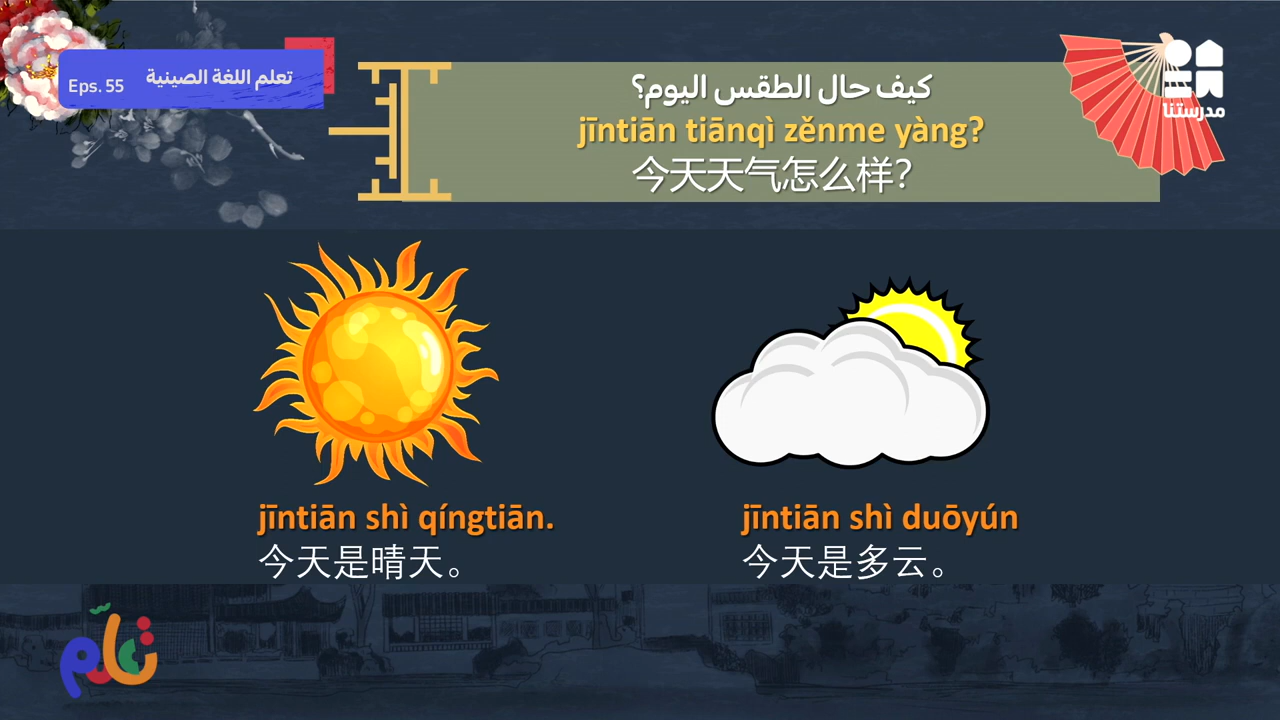 تعلم اللغة الصينية
Eps. 55
كيف حال الطقس اليوم؟
jīntiān tiānqì zěnme yàng?
今天天气怎么样?
مدرستنا
jīntiān shì qíngtiān.
今天是晴天。
jīntiān shì duōyún
今天是多云。